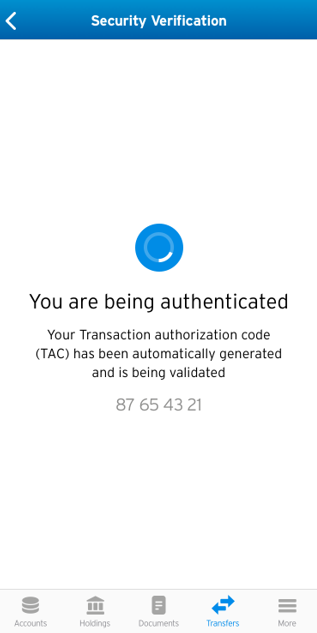 Security Verification
You are being authenticated
Your Transaction authorization code
(TAC) has been automatically generated
and is being validated
87 65 43 21
Accounts
Holdings
Documents
Transfers
More